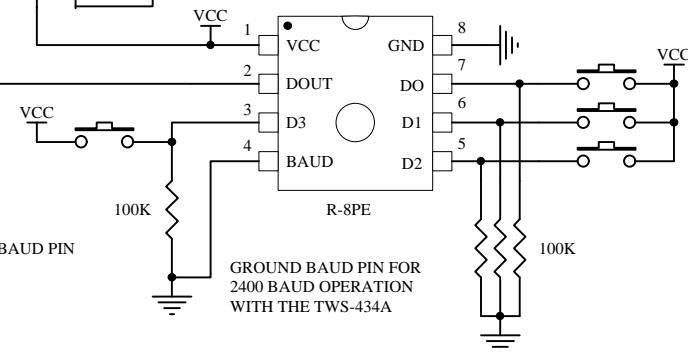 VCC
1
VCC
2
DOUT
3
D3
4
BAUD
GND
8
DO
7
D1
6
D2
5
VCC
VCC
100K
R-8PE
BAUD PIN
GROUND BAUD PIN FOR
2400 BAUD OPERATION
WITH THE TWS-434A
100K